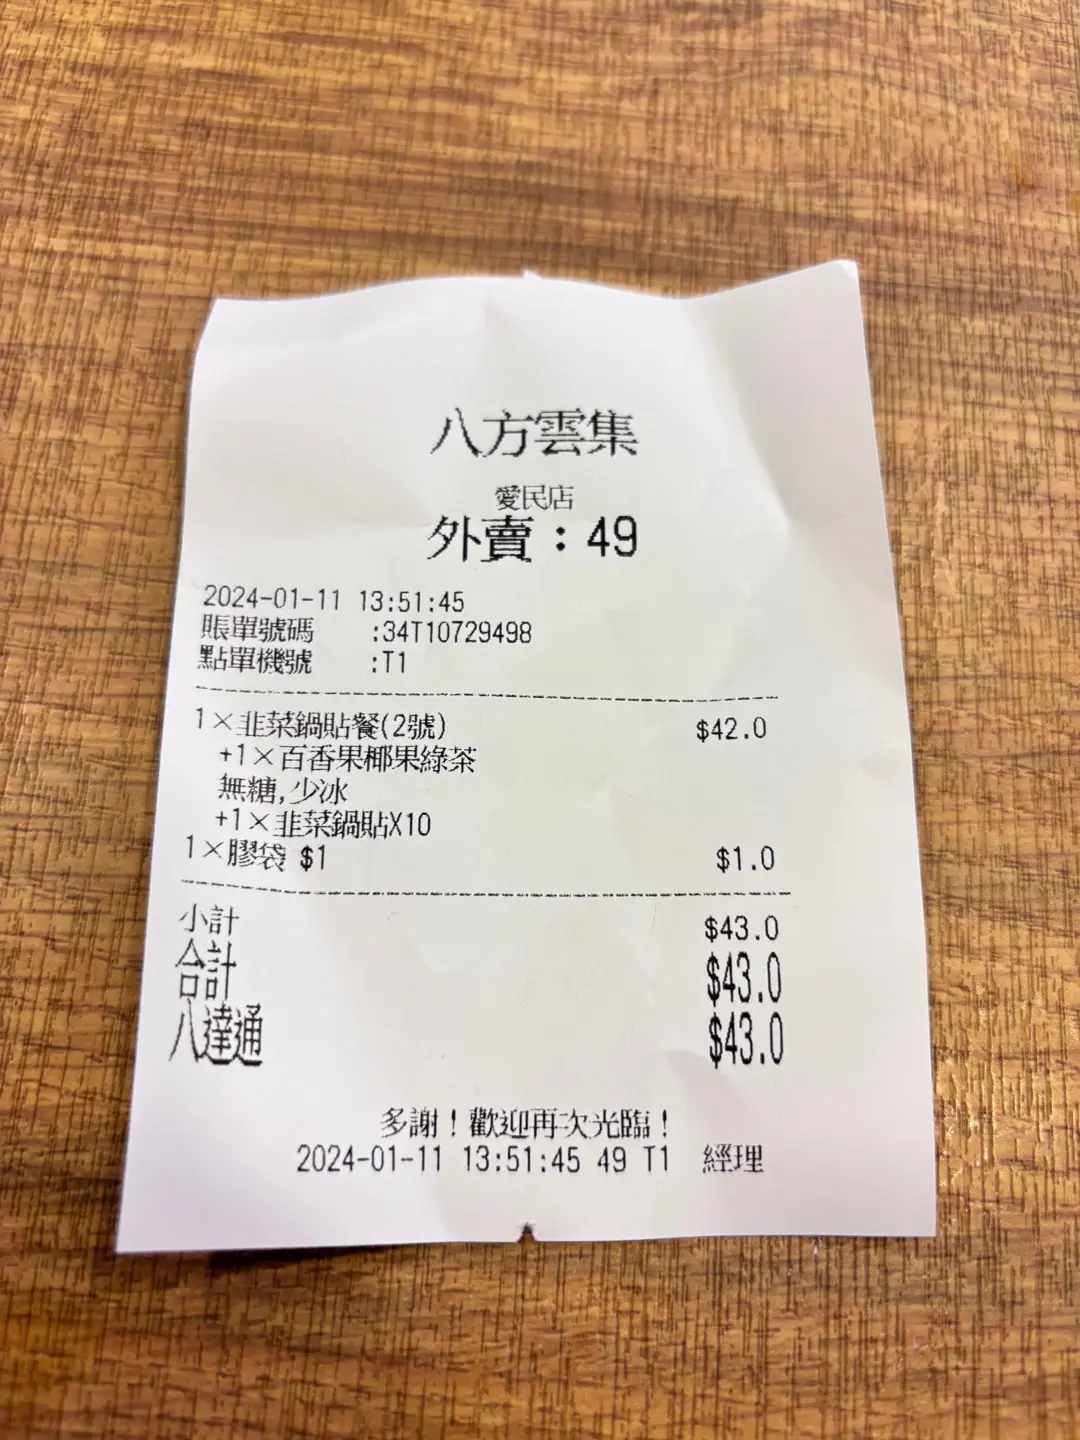 八方雲集
愛民店
外賣：49
2024-01-11 13:51:45
賬單號碼 :34T10729498
點單機號 :T1
1×韭菜鍋貼餐(2號) $42.0
+1×百香果椰果綠茶
無糖,少冰
+1×韭菜鍋貼X10
1×膠袋 $1 $1.0
小計 $43.0
合計 $43.0
八達通 $43.0
多謝！歡迎再次光臨！
2024-01-11 13:51:45 49 T1 經理